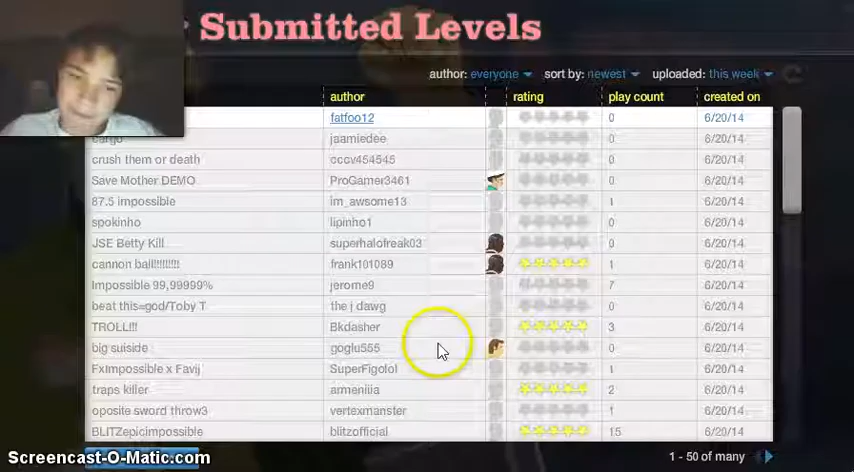 Submitted Levels
author: everyone sort by: newest uploaded: this week
author rating play count created on
fatfoo12 0 6/20/14
cargo jaamiedee 0 6/20/14
crush them or death cccv454545 0 6/20/14
Save Mother DEMO ProGamer3461 0 6/20/14
87.5 impossible im_awsome13 1 6/20/14
spokinho lipinho1 0 6/20/14
JSE Betty Kill superhalofreak03 0 6/20/14
cannon ball!!!!!!!!! frank101089 1 6/20/14
Impossible 99,99999% jerome9 7 6/20/14
beat this=god/Toby T the j dawg 0 6/20/14
TROLL!!! Bkdasher 3 6/20/14
big suiside goglu555 0 6/20/14
FxImpossible x Favij SuperFigolol 1 6/20/14
traps killer armeniiia 2 6/20/14
oposite sword throw3 vertexmanster 1 6/20/14
BLITZepicimpossible blitzofficial 15 6/20/14
Screencast-O-Matic.com 1 - 50 of many